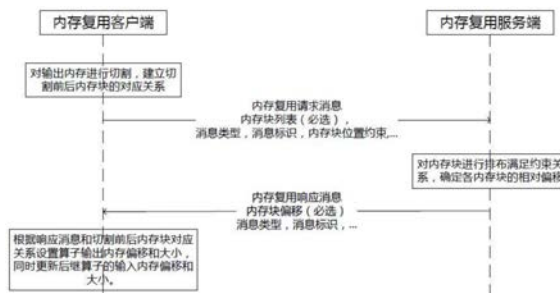 内存复用客户端
内存复用服务端
对输出内存进行切割，建立切
割前后内存块的对应关系
内存复用请求消息
内存块列表（必选），
消息类型，消息标识，内存块位置约束,...
对内存块进行排布满足约束关
系，确定各内存块的相对偏移
内存复用响应消息
内存块偏移（必选）
消息类型，消息标识，...
根据响应消息和切割前后内存块对应
关系设置算子输出内存偏移和大小，
同时更新后继算子的输入内存偏移和
大小。